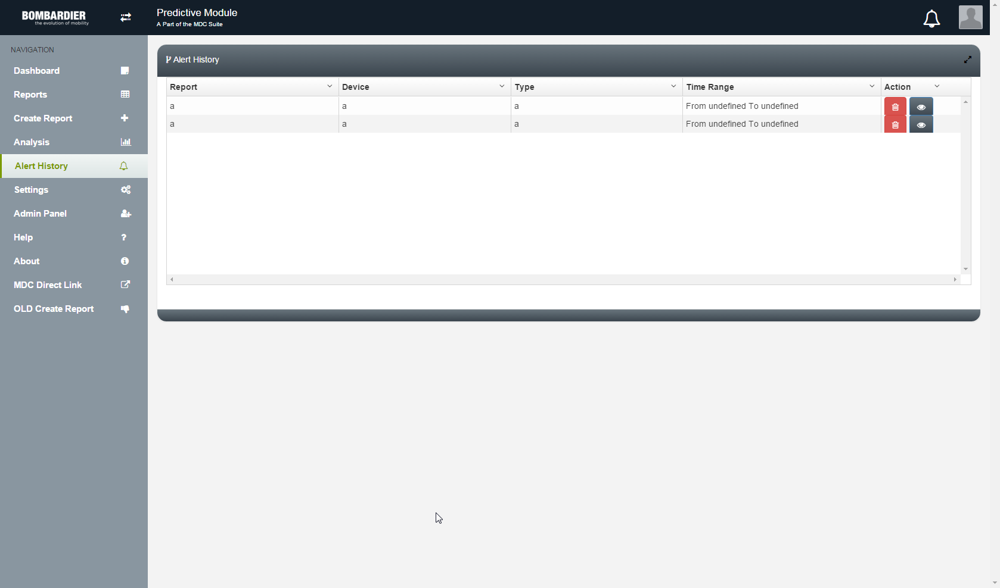 BOMBARDIER
the evolution of mobility
Predictive Module
A Part of the MDC Suite
NAVIGATION
Dashboard
Reports
Create Report
Analysis
Alert History
Settings
Admin Panel
Help
About
MDC Direct Link
OLD Create Report
Alert History
Report Device Type Time Range Action
a a a From undefined To undefined
a a a From undefined To undefined